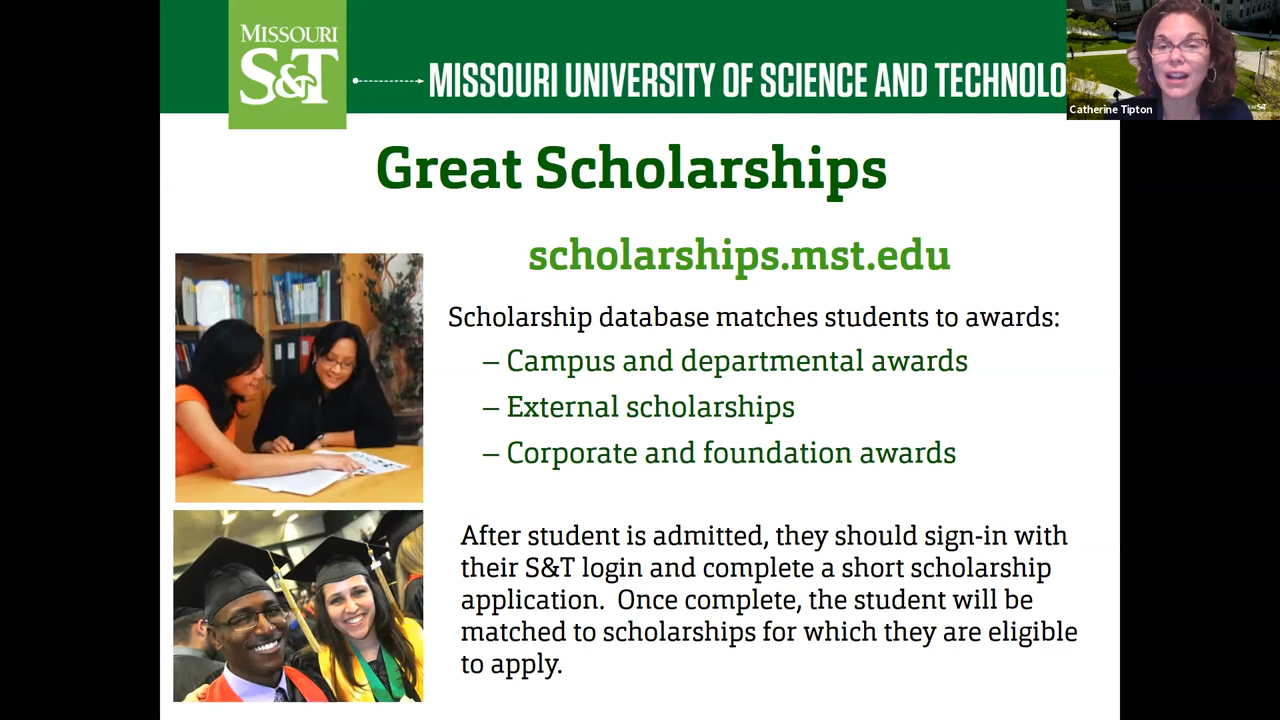 MISSOURI
S&T
MISSOURI UNIVERSITY OF SCIENCE AND TECHNOLO
Catherine Tipton
Great Scholarships
scholarships.mst.edu
Scholarship database matches students to awards:
– Campus and departmental awards
– External scholarships
– Corporate and foundation awards
After student is admitted, they should sign-in with
their S&T login and complete a short scholarship
application. Once complete, the student will be
matched to scholarships for which they are eligible
to apply.